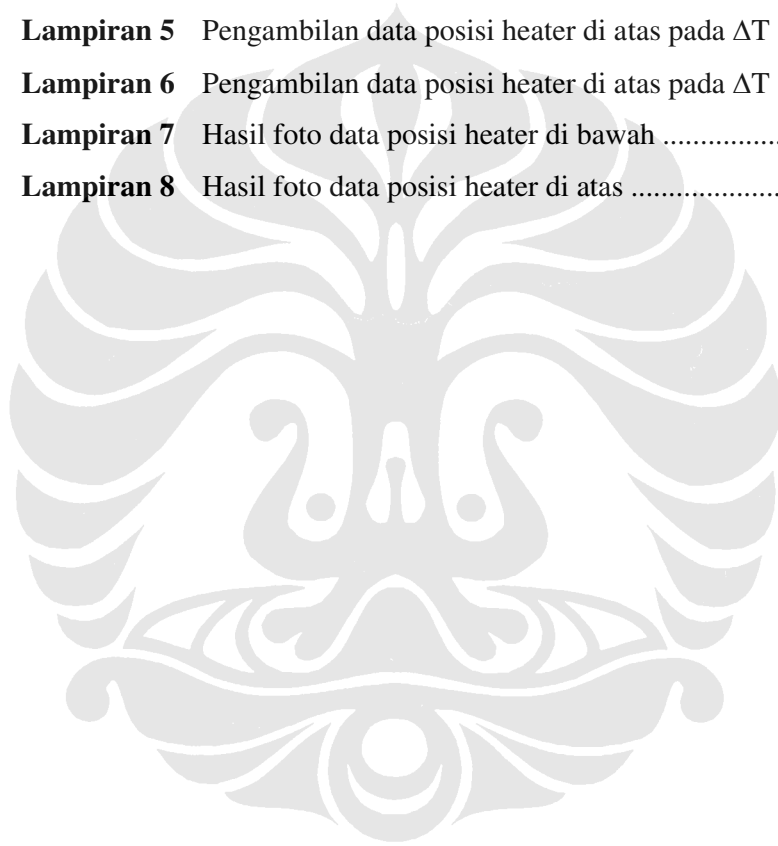 Lampiran 5 Pengambilan data posisi heater di atas pada ΔT
Lampiran 6 Pengambilan data posisi heater di atas pada ΔT
Lampiran 7 Hasil foto data posisi heater di bawah .................
Lampiran 8 Hasil foto data posisi heater di atas .....................